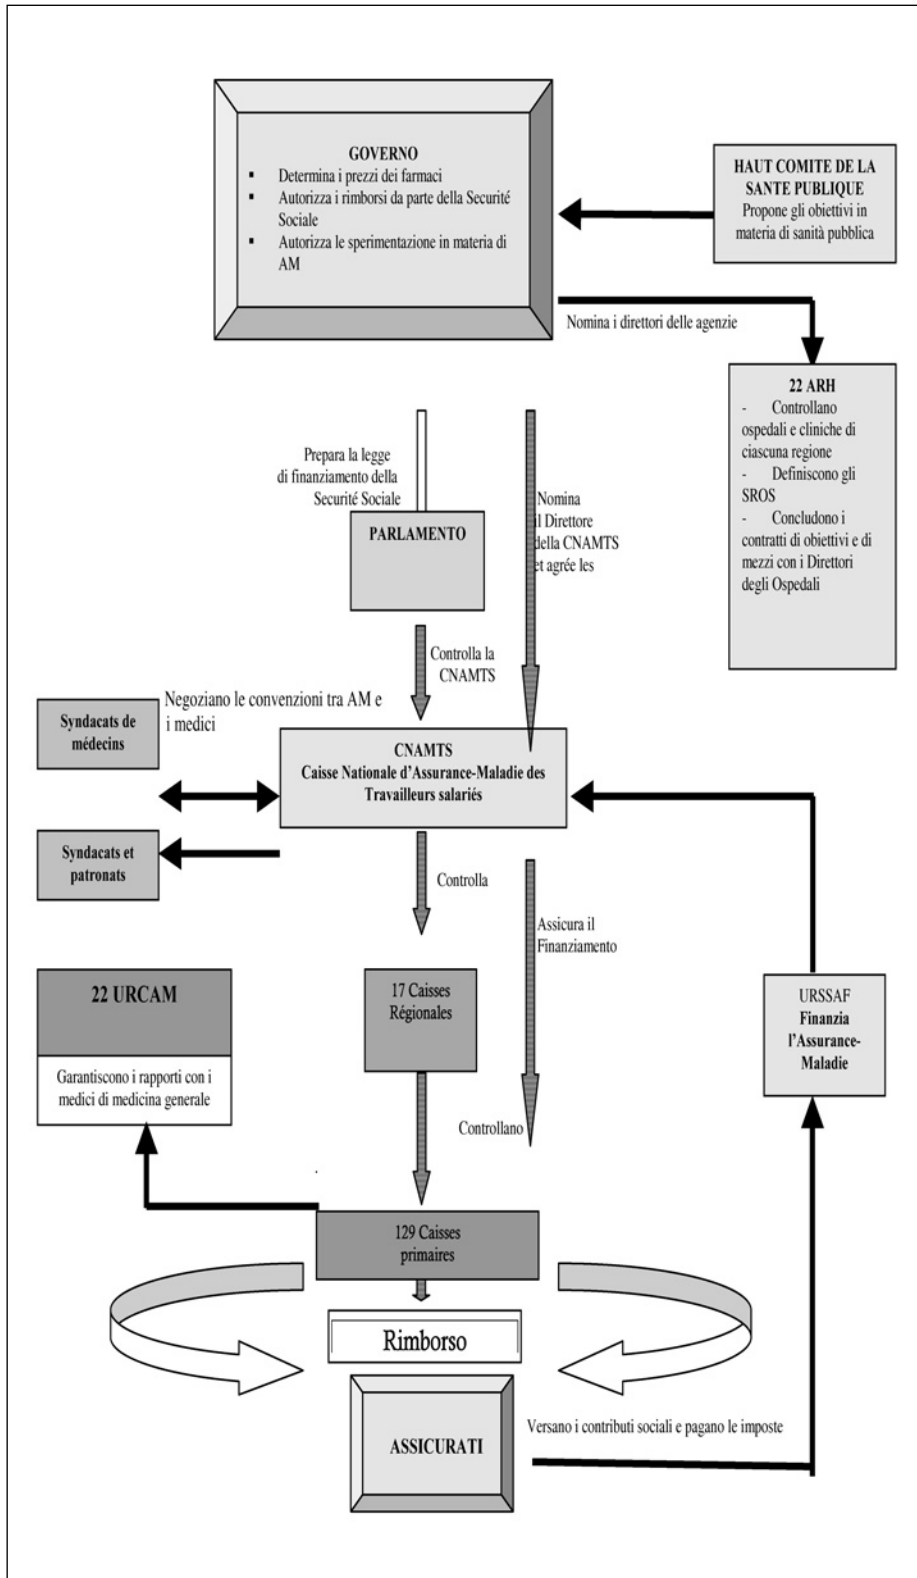 GOVERNO
▪ Determina i prezzi dei farmaci
▪ Autorizza i rimborsi da parte della Securité
Sociale
▪ Autorizza le sperimentazione in materia di
AM
HAUT COMITE DE LA
SANTE PUBLIQUE
Propone gli obiettivi in
materia di sanità pubblica
Nomina i direttori delle agenzie
22 ARH
- Controllano
ospedali e cliniche di
ciascuna regione
- Definiscono gli
SROS
- Concludono i
contratti di obiettivi e di
mezzi con i Direttori
degli Ospedali
Prepara la legge
di finanziamento della
Securité Sociale
PARLAMENTO
Nomina
il Direttore
della CNAMTS
et agrée les
Controlla la
CNAMTS
Negoziano le convenzioni tra AM e
i medici
Syndacats de
médecins
CNAMTS
Caisse Nationale d'Assurance-Maladie des
Travailleurs salariés
Syndacats et
patronats
Controlla
Assicura il
Finanziamento
22 URCAM
Garantiscono i rapporti con i
medici di medicina generale
17 Caisses
Régionales
URSSAF
Finanzia
l'Assurance-
Maladie
Controllano
129 Caisses
primaires
Rimborso
ASSICURATI
Versano i contributi sociali e pagano le imposte